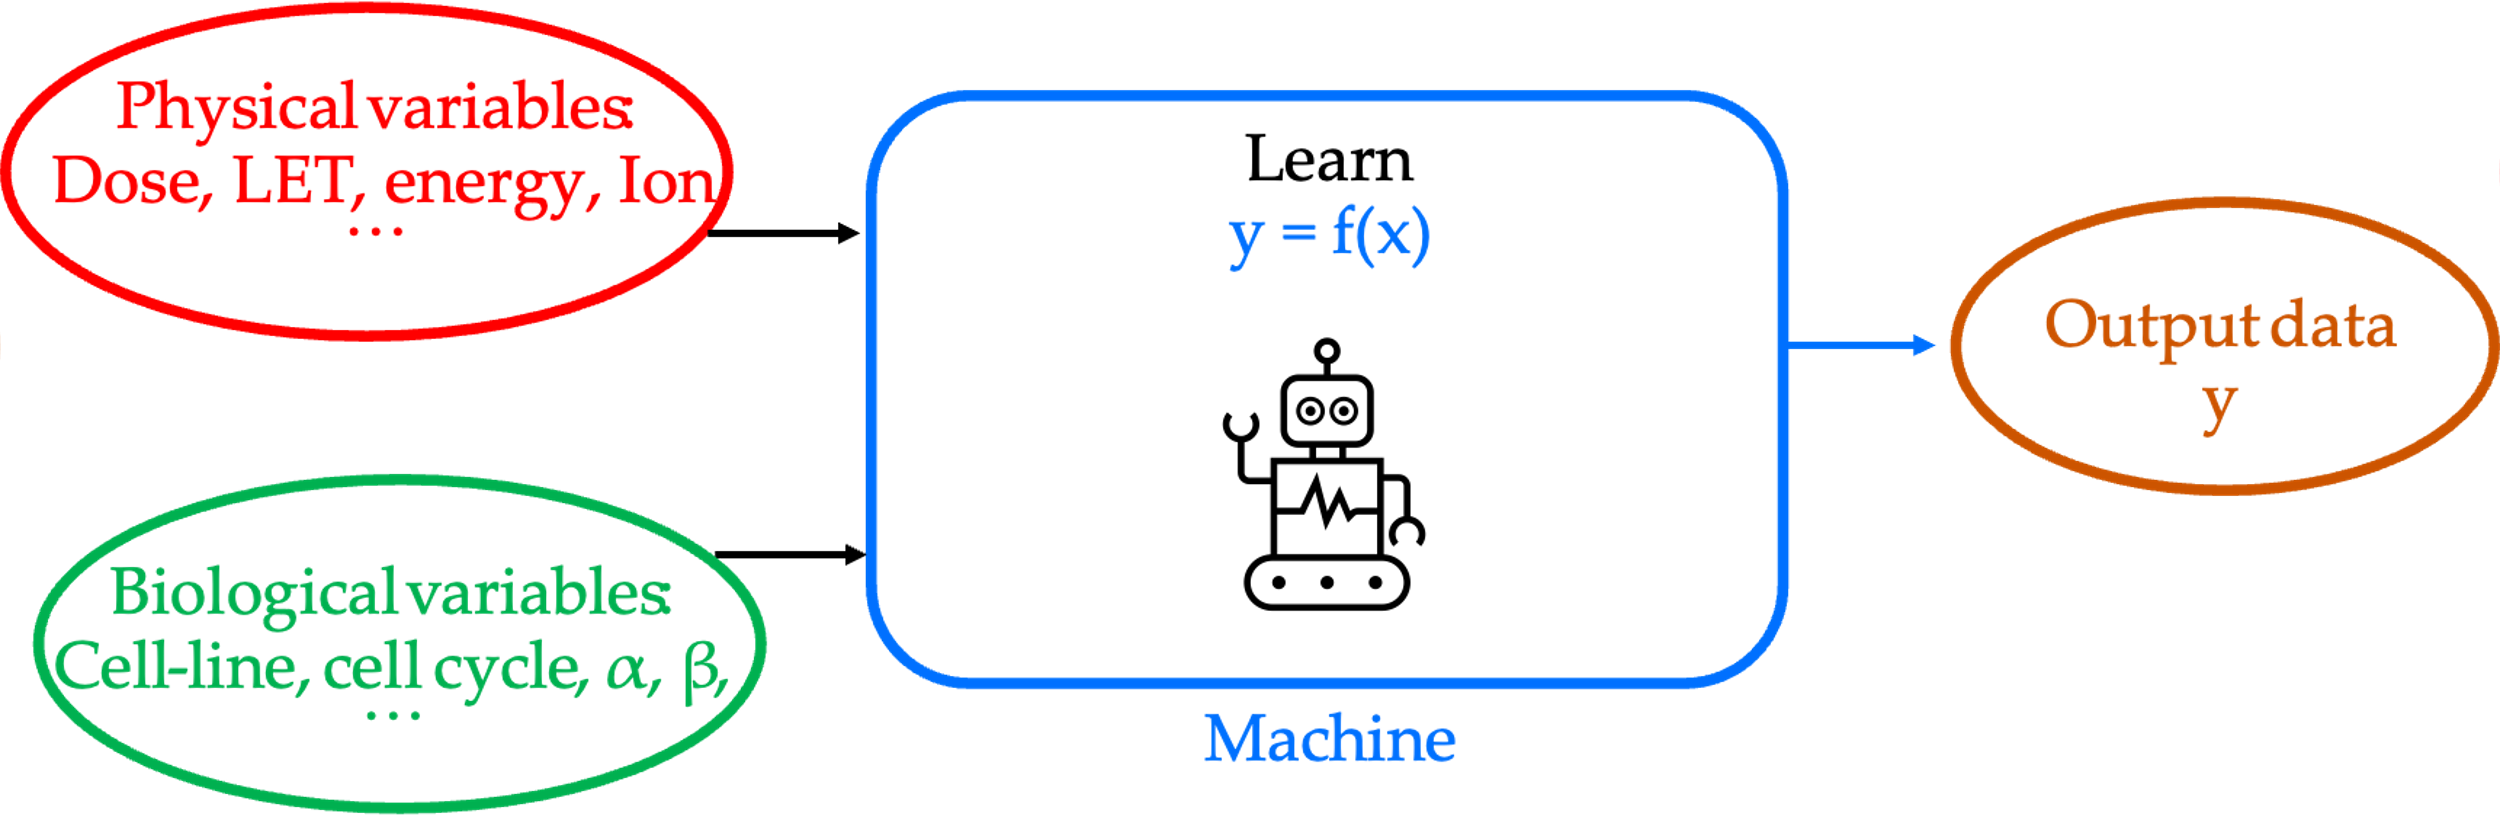 Physical variables:
Dose, LET, energy, Ion
...
Learn
y = f(x)
Output data
y
Biological variables:
Cell-line, cell cycle, α, β,
...
Machine